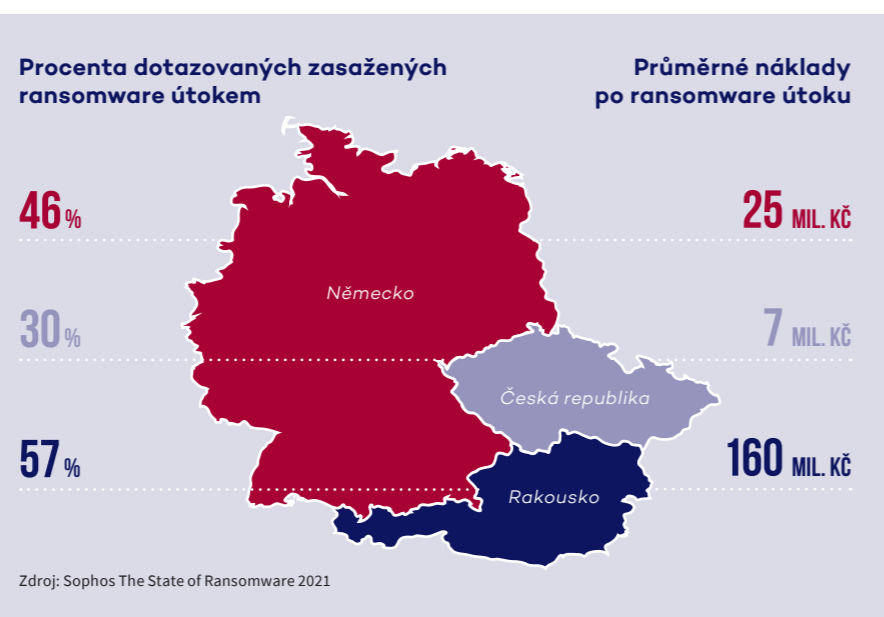 Procenta dotazovaných zasažených
ransomware útokem
Průměrné náklady
po ransomware útoku
46 %
25 MIL. KČ
Německo
30 %
7 MIL. KČ
Česká republika
57 %
160 MIL. KČ
Rakousko
Zdroj: Sophos The State of Ransomware 2021